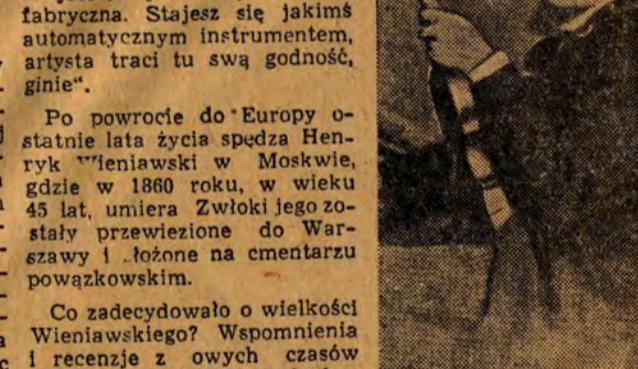 fabryczna. Stajesz się jakimś
automatycznym instrumentem,
artysta traci tu swą godność,
ginie“.
Po powrocie do Europy o-
statnie lata życia spędza Hen-
ryk Wieniawski w Moskwie,
gdzie w 1860 roku, w wieku
45 lat, umiera Zwłoki jego zo-
stały przewiezione do War-
szawy i łożone na cmentarzu
powązkowskim.
Co zadecydowało o wielkości
Wieniawskiego? Wspomnienia
i recenzje z owych czasów